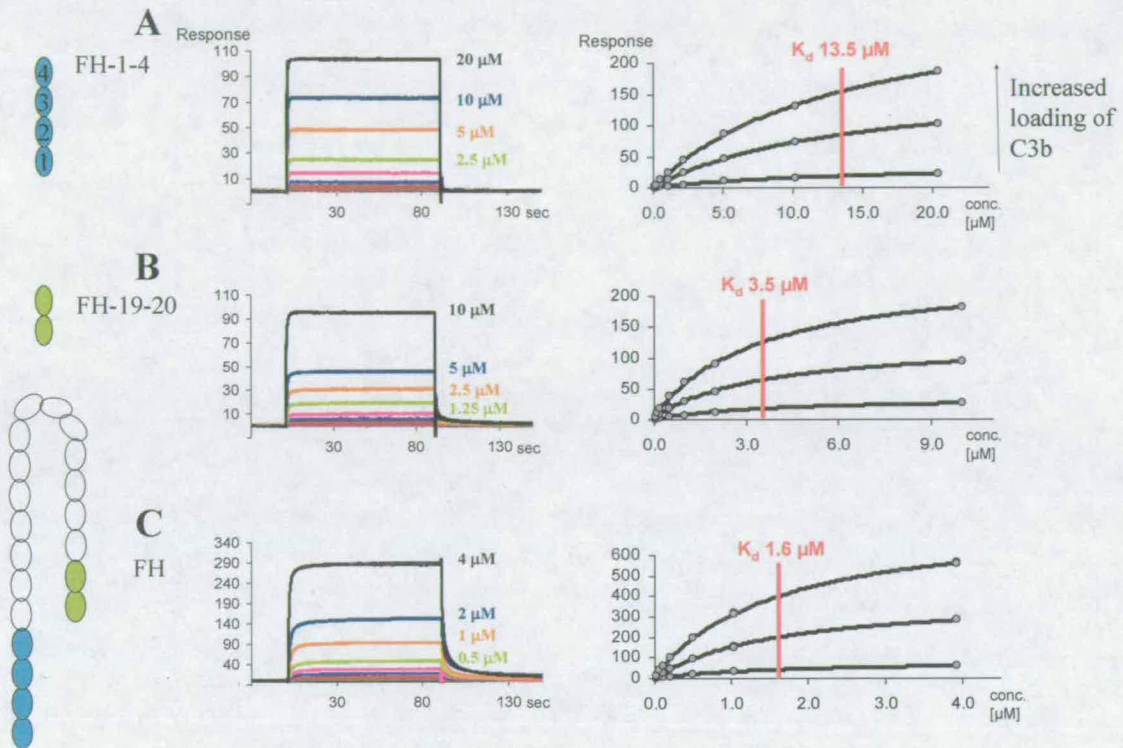 A
FH-1-4
4
3
2
1
Response
110
90
70
50
30
10
30
80
130 sec
20 µM
10 µM
5 µM
2.5 µM
Response
200
150
100
50
0
0.0
5.0
10.0
15.0
20.0
conc.
[µM]
Kd 13.5 µM
Increased
loading of
C3b
B
FH-19-20
110
90
70
50
30
10
30
80
130 sec
10 µM
5 µM
2.5 µM
1.25 µM
200
150
100
50
0
0.0
3.0
6.0
9.0
conc.
[µM]
Kd 3.5 µM
C
FH
340
290
240
190
140
90
40
30
80
130 sec
4 µM
2 µM
1 µM
0.5 µM
600
500
400
300
200
100
0
0.0
1.0
2.0
3.0
4.0
conc.
[µM]
Kd 1.6 µM